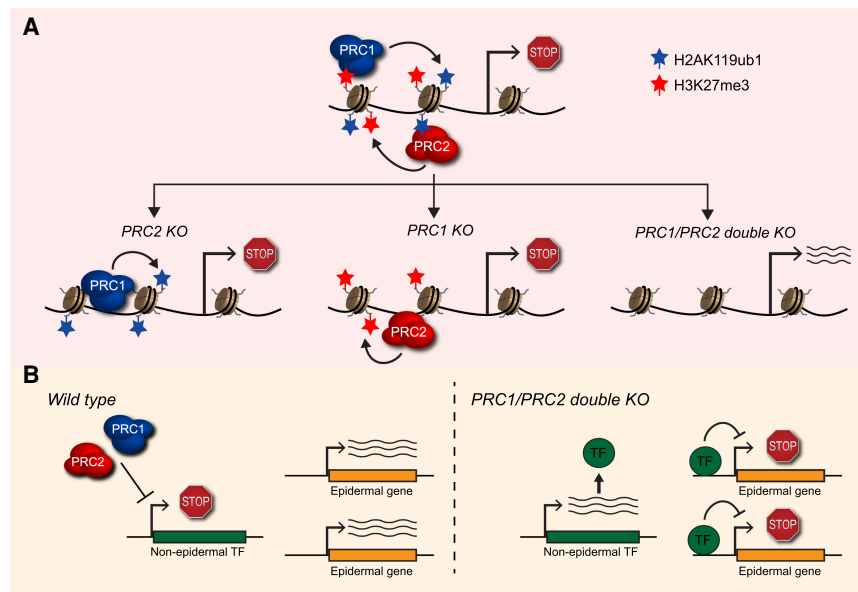 A
PRC1
STOP
H2AK119ub1
H3K27me3
PRC2
PRC2 KO
PRC1 KO
PRC1/PRC2 double KO
PRC1
STOP
STOP
PRC2
B
Wild type
PRC1/PRC2 double KO
PRC1
PRC2
STOP
Non-epidermal TF
Epidermal gene
Epidermal gene
TF
Non-epidermal TF
TF
STOP
Epidermal gene
TF
STOP
Epidermal gene